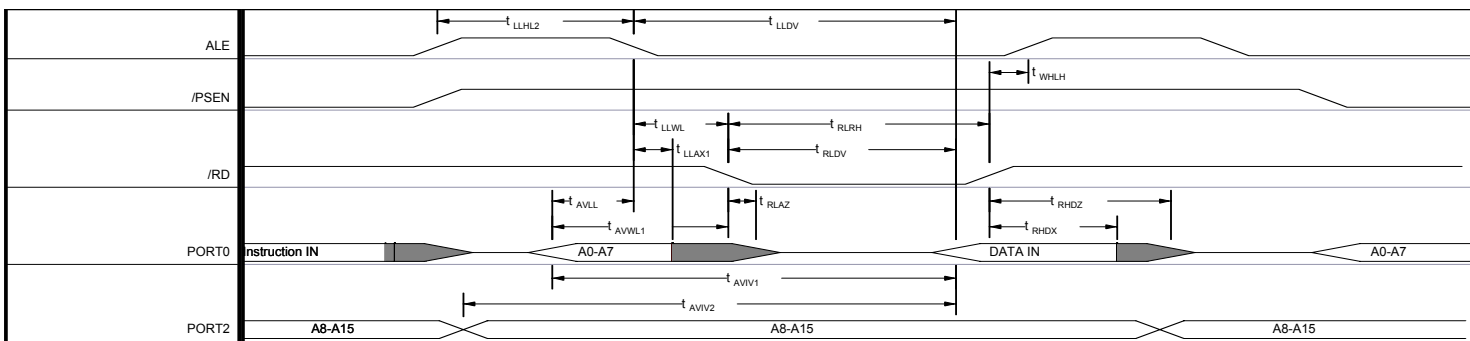 t LLHL2 t LLDV
ALE
t WHLH
/PSEN
t LLWL t RLRH
t LLAX1 t RLDV
/RD
t AVLL t RLAZ t RHDZ
t AVWL1 t RHDX
PORT0 Instruction IN A0-A7 DATA IN A0-A7
t AVIV1
t AVIV2
PORT2 A8-A15 A8-A15 A8-A15